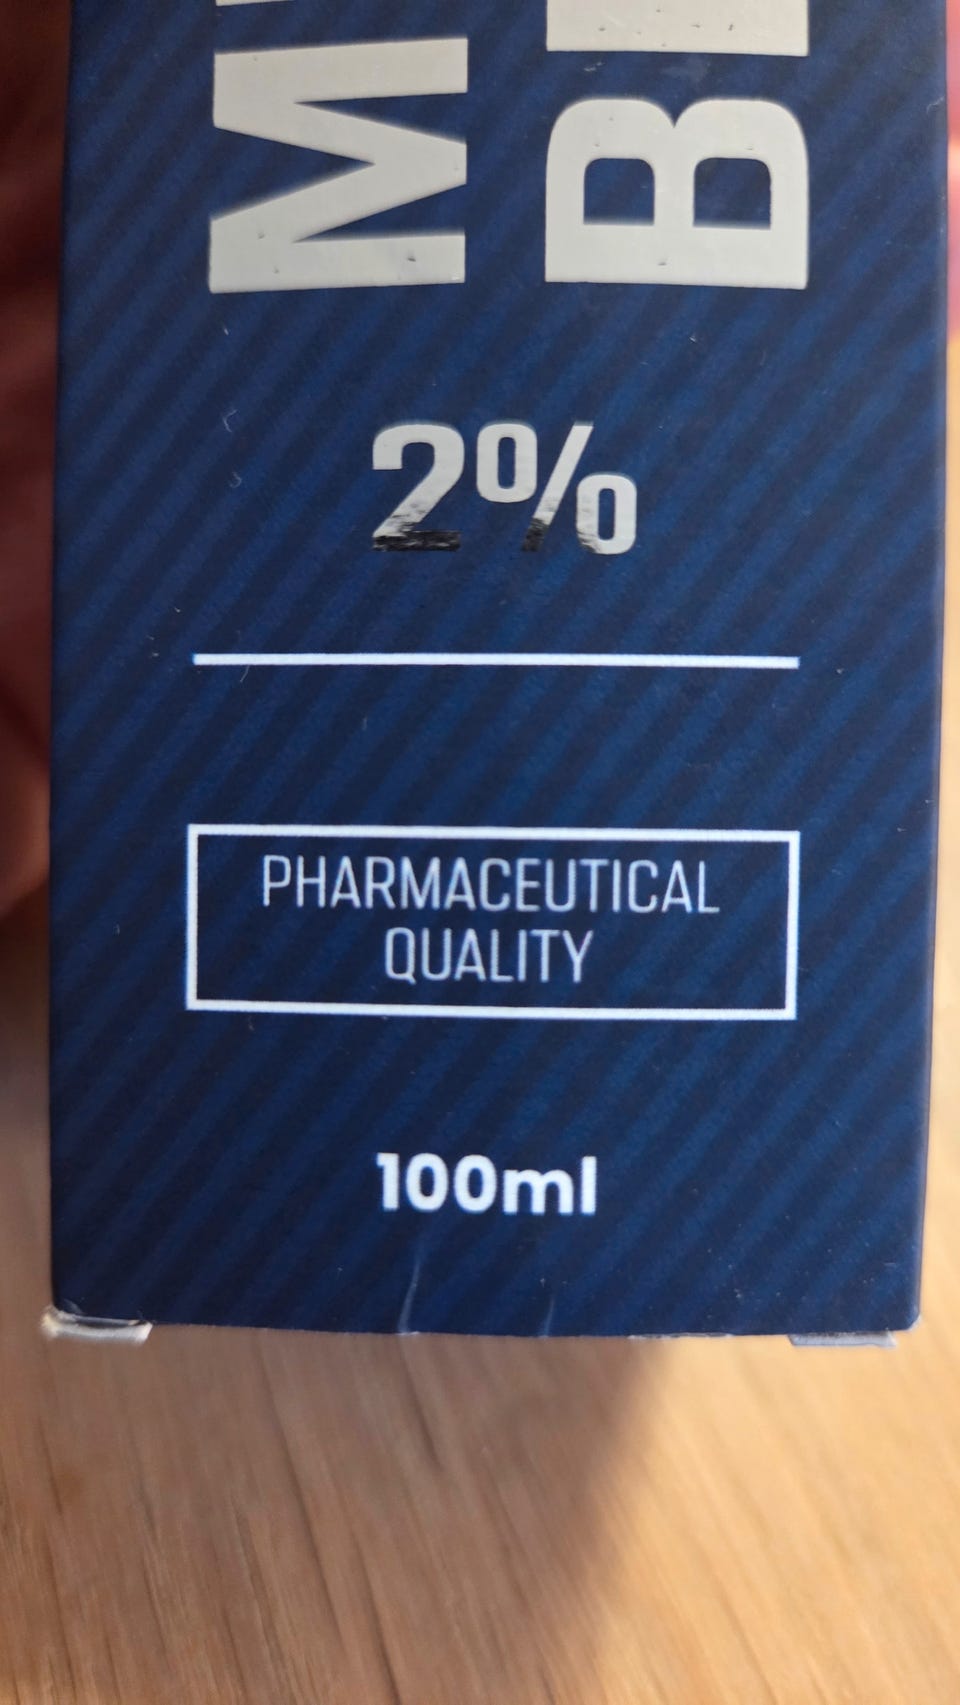 2%
PHARMACEUTICAL
QUALITY
100ml